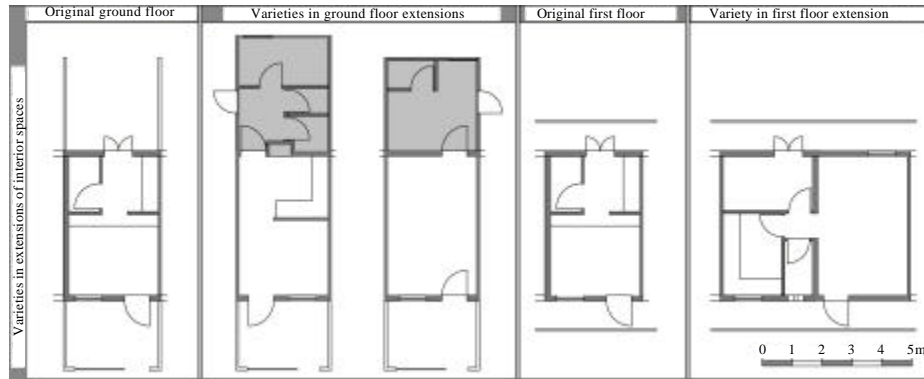 Original ground floor
Varieties in ground floor extensions
Original first floor
Variety in first floor extension
Varieties in extensions of interior spaces
0 1 2 3 4 5m